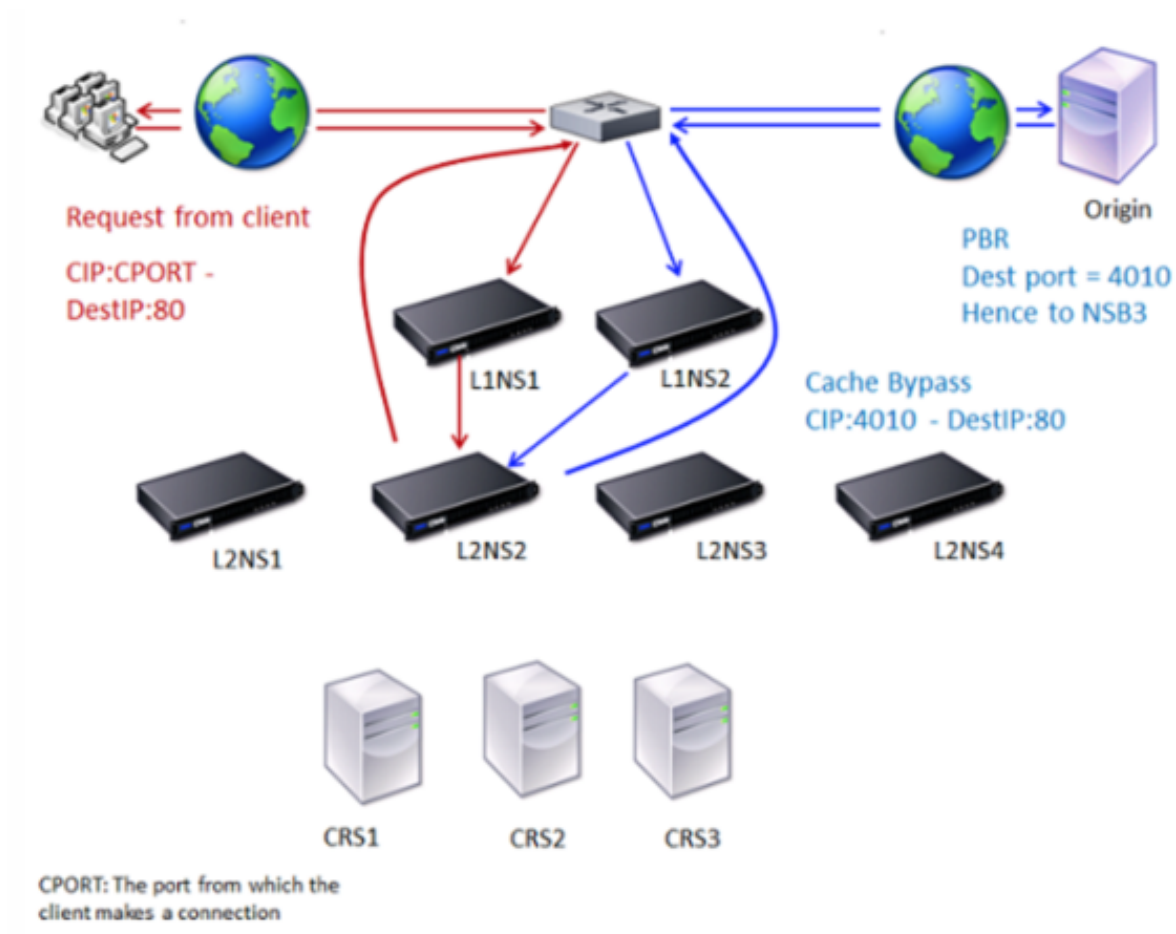 Origin
Request from client
CIP:CPORT -
DestIP:80
PBR
Dest port = 4010
Hence to NSB3
L1NS1
L1NS2
Cache Bypass
CIP:4010 - DestIP:80
L2NS1
L2NS2
L2NS3
L2NS4
CRS1
CRS2
CRS3
CPORT: The port from which the
client makes a connection